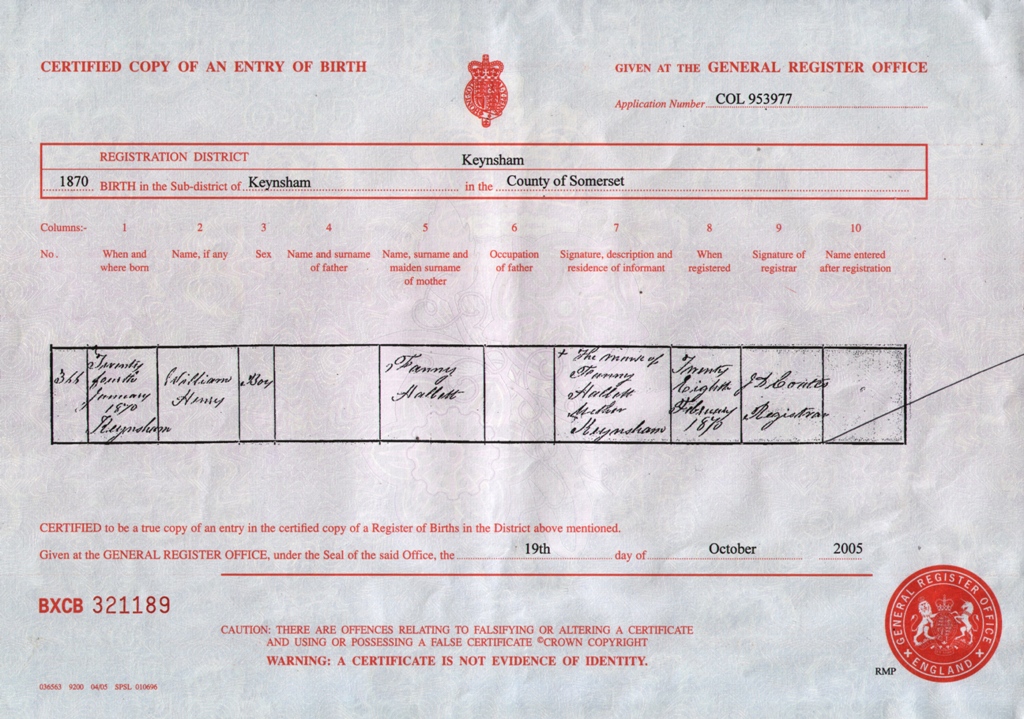 CERTIFIED COPY OF AN ENTRY OF BIRTH
GIVEN AT THE GENERAL REGISTER OFFICE
Application Number COL 953977
REGISTRATION DISTRICT Keynsham
1870 BIRTH in the Sub-district of Keynsham in the County of Somerset
Columns:- 1 2 3 4 5 6 7 8 9 10
No. When and where born Name, if any Sex Name and surname of father Name, surname and maiden surname of mother Occupation of father Signature, description and residence of informant When registered Signature of registrar Name entered after registration
Twenty
fourth
January
1870
Keynsham
William
Henry
Boy
Fanny
Hallett
+ The mark of
Fanny
Hallett
Mother
Keynsham
Twenty
Eighth
February
1870
Registrar
CERTIFIED to be a true copy of an entry in the certified copy of a Register of Births in the District above mentioned.
Given at the GENERAL REGISTER OFFICE, under the Seal of the said Office, the 19th day of October 2005
BXCB 321189
CAUTION: THERE ARE OFFENCES RELATING TO FALSIFYING OR ALTERING A CERTIFICATE
AND USING OR POSSESSING A FALSE CERTIFICATE ©CROWN COPYRIGHT
WARNING: A CERTIFICATE IS NOT EVIDENCE OF IDENTITY.
GENERAL REGISTER OFFICE
ENGLAND
RMP
036563 9200 04/05 SPSL 010696